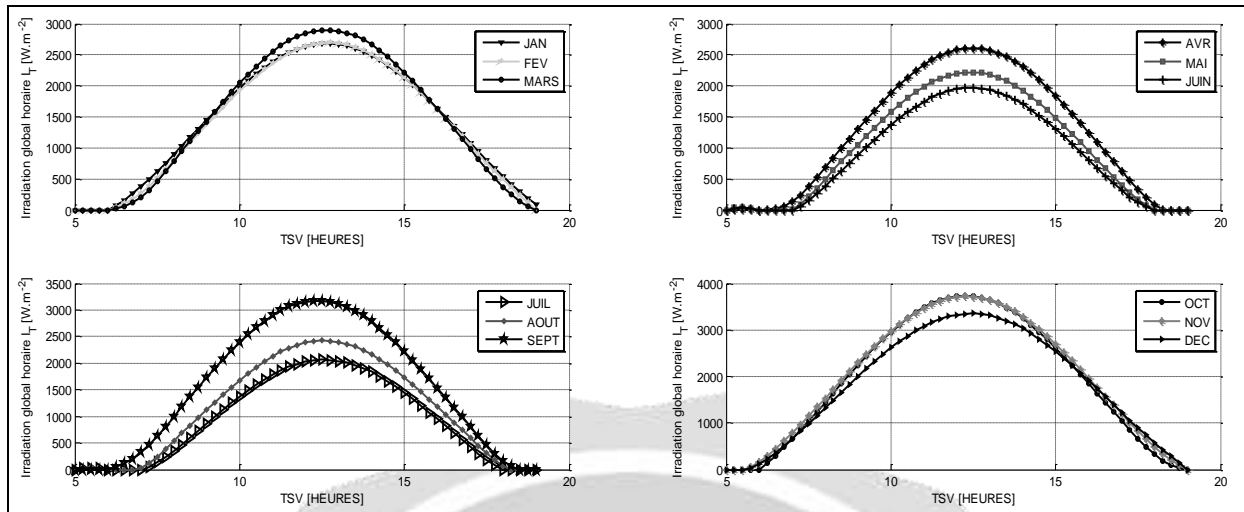 Irradiation global horaire I_T [W.m⁻²]
3000
2500
2000
1500
1000
500
0
5
10
15
20
TSV [HEURES]
JAN
FEV
MARS
Irradiation global horaire I_T [W.m⁻²]
3000
2500
2000
1500
1000
500
0
5
10
15
20
TSV [HEURES]
AVR
MAI
JUIN
Irradiation global horaire I_T [W.m⁻²]
3500
3000
2500
2000
1500
1000
500
0
5
10
15
20
TSV [HEURES]
JUIL
AOUT
SEPT
Irradiation global horaire I_T [W.m⁻²]
4000
3000
2000
1000
0
5
10
15
20
TSV [HEURES]
OCT
NOV
DEC